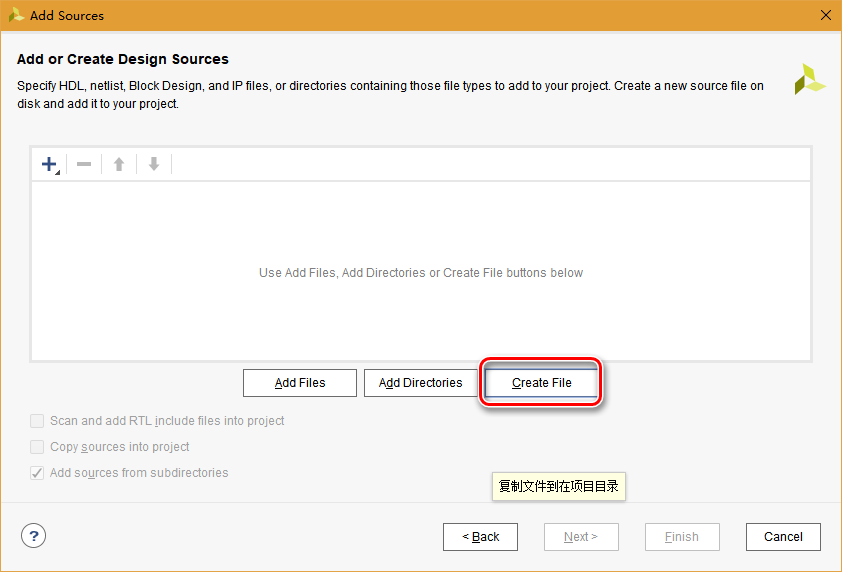 Add Sources
Add or Create Design Sources
Specify HDL, netlist, Block Design, and IP files, or directories containing those file types to add to your project. Create a new source file on
disk and add it to your project.
Use Add Files, Add Directories or Create File buttons below
Add Files
Add Directories
Create File
Scan and add RTL include files into project
Copy sources into project
Add sources from subdirectories
复制文件到在项目目录
?
< Back
Next >
Finish
Cancel